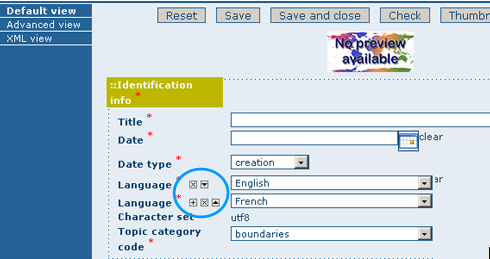 Default view
Advanced view
XML view
Reset Save Save and close Check Thumbn
No preview
available
::Identification
info *
Title *
Date * clear
Date type * creation
Language * English ar
Language * French
Character set utf8
Topic category
code * boundaries